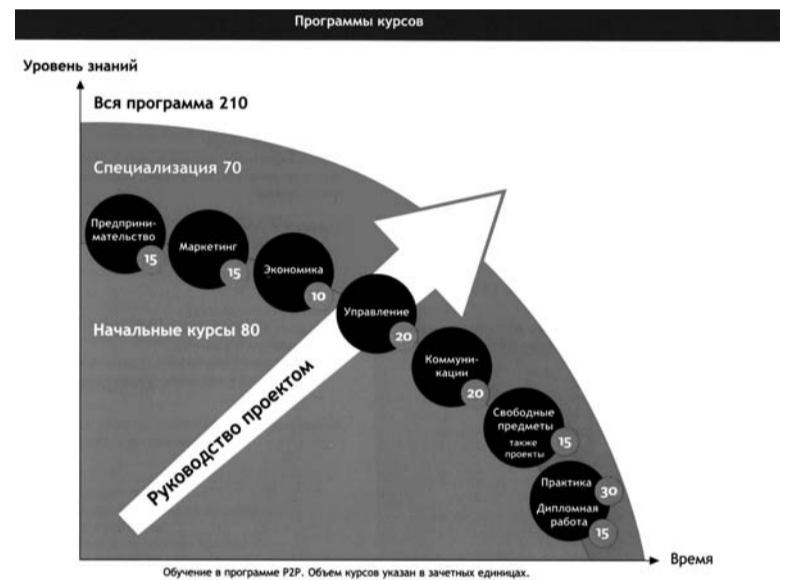 Программы курсов
Уровень знаний
Вся программа 210
Специализация 70
Предприни-
мательство
15
Маркетинг
15
Экономика
10
Управление
20
Начальные курсы 80
Коммуни-
кации
20
Руководство проектом
Свободные
предметы
также
проекты
15
Практика
30
Дипломная
работа
15
Время
Обучение в программе P2P. Объем курсов указан в зачетных единицах.